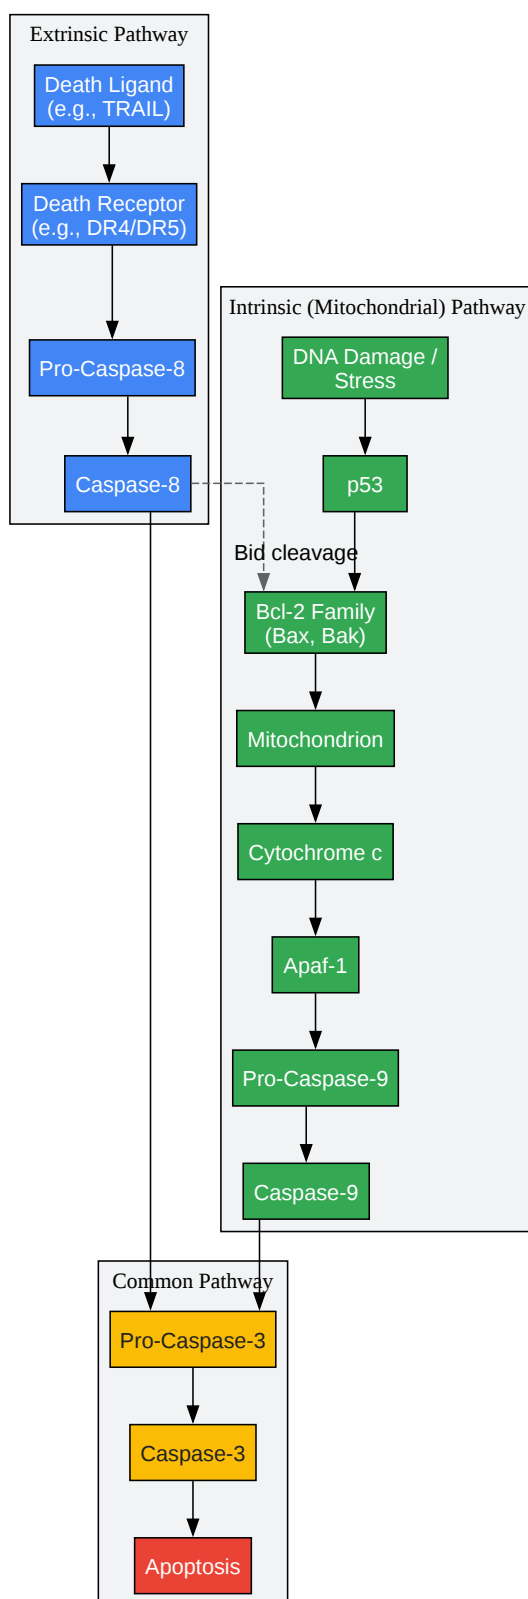 Extrinsic Pathway
Death Ligand
(e.g., TRAIL)
Death Receptor
(e.g., DR4/DR5)
Pro-Caspase-8
Caspase-8
Intrinsic (Mitochondrial) Pathway
DNA Damage /
Stress
p53
Bid cleavage
Bcl-2 Family
(Bax, Bak)
Mitochondrion
Cytochrome c
Apaf-1
Pro-Caspase-9
Caspase-9
Common Pathway
Pro-Caspase-3
Caspase-3
Apoptosis